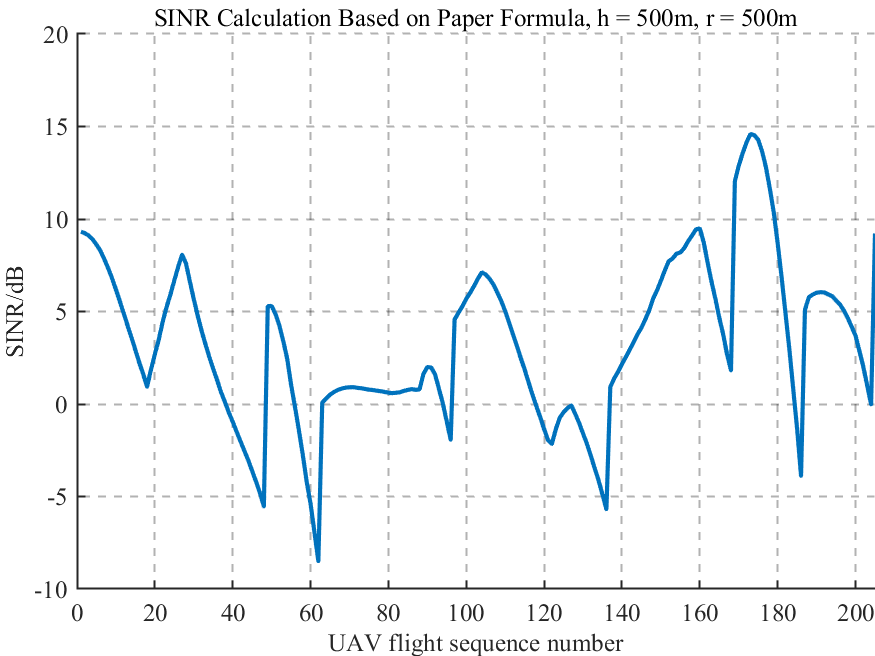 SINR Calculation Based on Paper Formula, h = 500m, r = 500m
20
15
10
5
0
-5
-10
SINR/dB
0 20 40 60 80 100 120 140 160 180 200
UAV flight sequence number